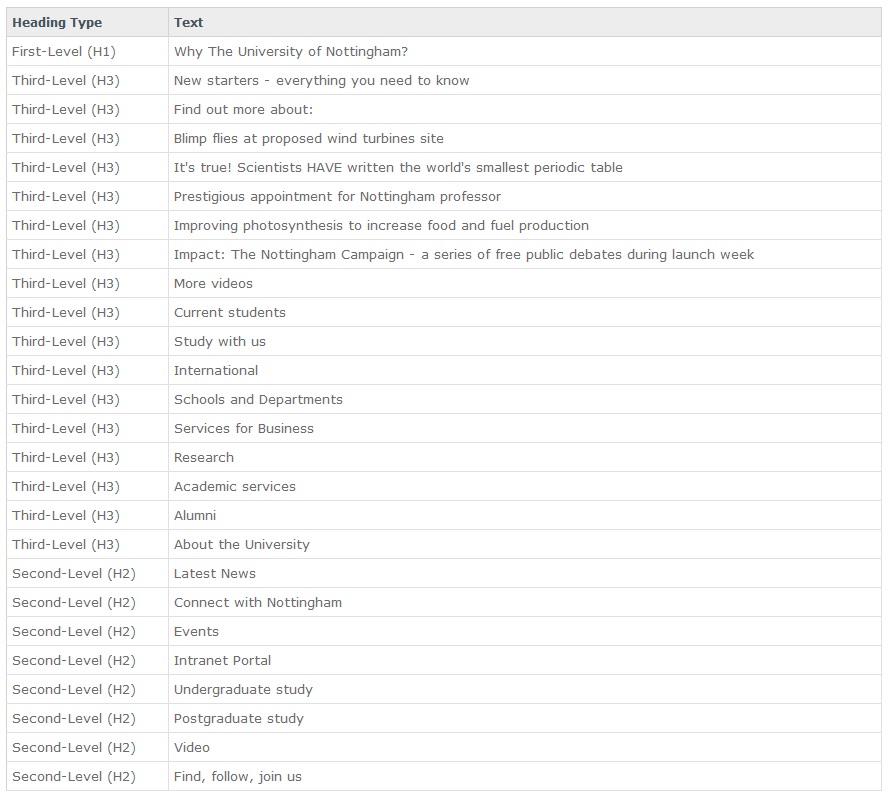 Heading Type Text
First-Level (H1) Why The University of Nottingham?
Third-Level (H3) New starters - everything you need to know
Third-Level (H3) Find out more about:
Third-Level (H3) Blimp flies at proposed wind turbines site
Third-Level (H3) It's true! Scientists HAVE written the world's smallest periodic table
Third-Level (H3) Prestigious appointment for Nottingham professor
Third-Level (H3) Improving photosynthesis to increase food and fuel production
Third-Level (H3) Impact: The Nottingham Campaign - a series of free public debates during launch week
Third-Level (H3) More videos
Third-Level (H3) Current students
Third-Level (H3) Study with us
Third-Level (H3) International
Third-Level (H3) Schools and Departments
Third-Level (H3) Services for Business
Third-Level (H3) Research
Third-Level (H3) Academic services
Third-Level (H3) Alumni
Third-Level (H3) About the University
Second-Level (H2) Latest News
Second-Level (H2) Connect with Nottingham
Second-Level (H2) Events
Second-Level (H2) Intranet Portal
Second-Level (H2) Undergraduate study
Second-Level (H2) Postgraduate study
Second-Level (H2) Video
Second-Level (H2) Find, follow, join us